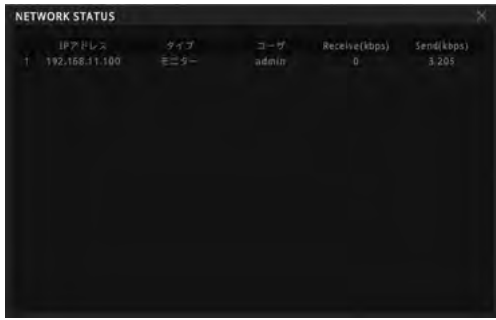 NETWORK STATUS
IPアドレス タイプ ユーザ Receive(kbps) Send(kbps)
1 192.168.11.100 モニター admin 0 3.205